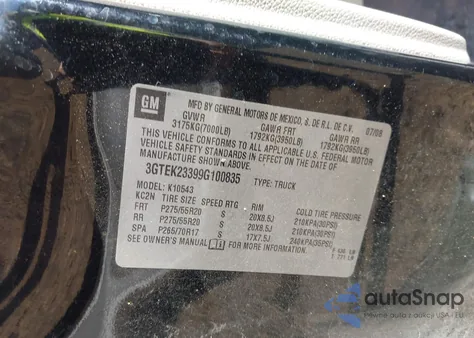 GM
MFD BY GENERAL MOTORS DE MEXICO, S. DE R.L. DE C.V. 07/08
GVWR GAWR FRT GAWR RR
3175KG(7000LB) 1792KG(3950LB) 1792KG(3950LB)
THIS VEHICLE CONFORMS TO ALL APPLICABLE U.S. FEDERAL MOTOR
VEHICLE SAFETY STANDARDS IN EFFECT ON THE DATE OF
MANUFACTURE SHOWN ABOVE.
3GTEK23399G100835 TYPE: TRUCK
MODEL: K10543
KC2N TIRE SIZE SPEED RTG RIM COLD TIRE PRESSURE
FRT P275/55R20 S 20X8.5J 210KPA(30PSI)
RR P275/55R20 S 20X8.5J 210KPA(30PSI)
SPA P265/70R17 S 17X7.5J 240KPA(35PSI)
SEE OWNER'S MANUAL FOR MORE INFORMATION.
autoSnap